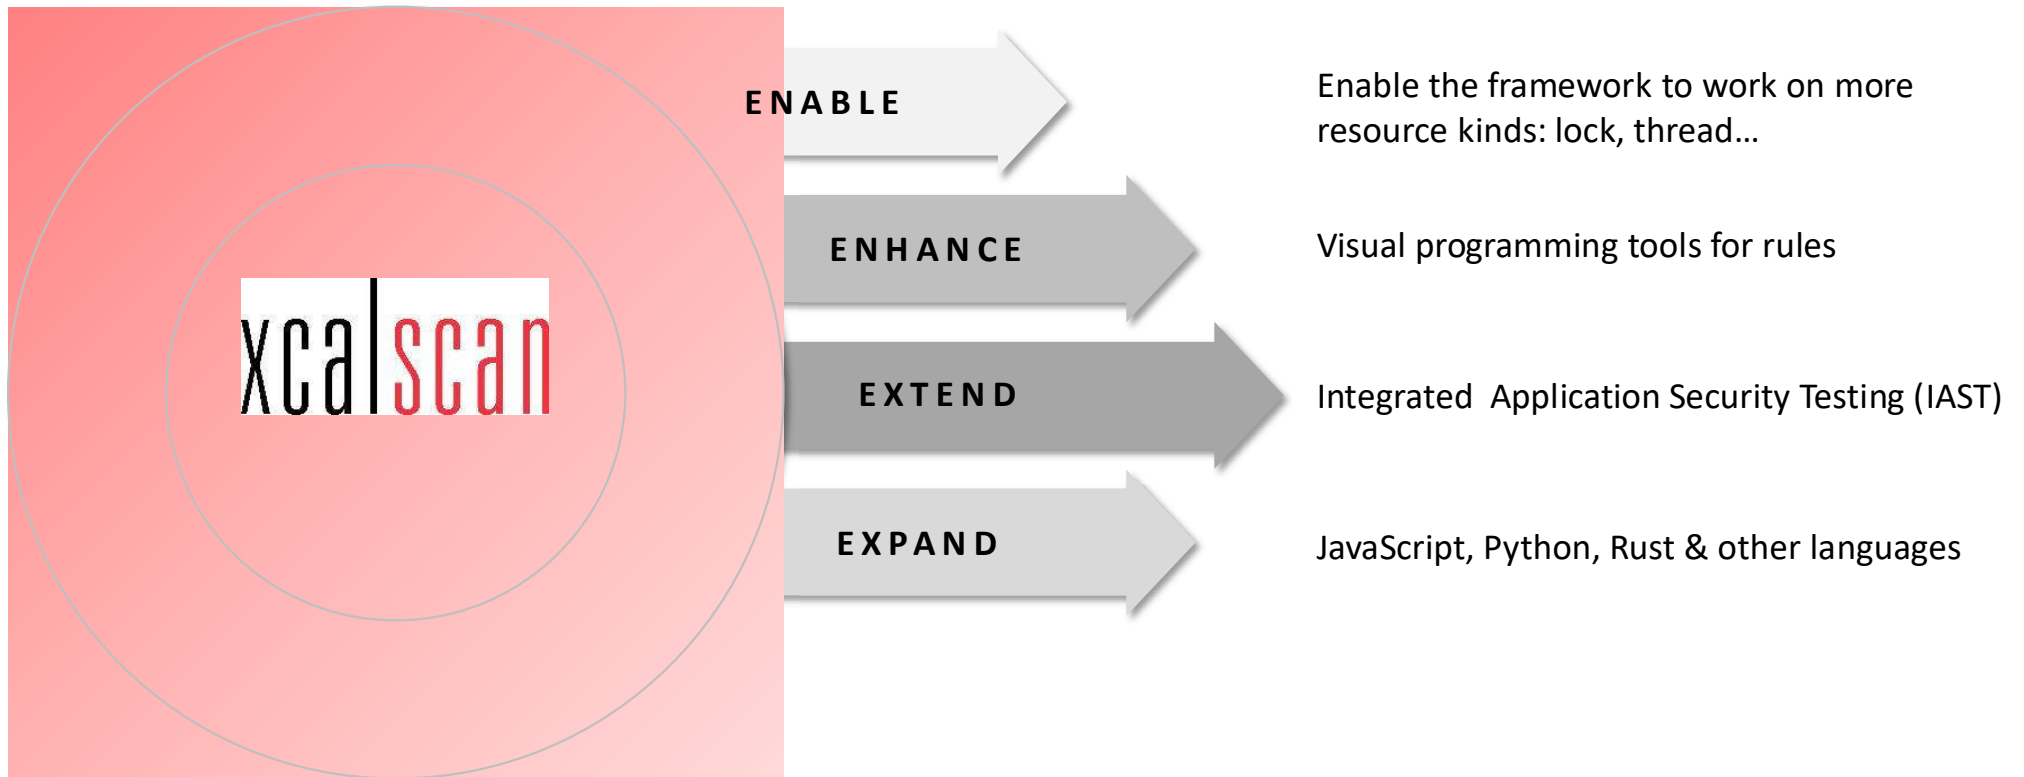 xcalscan
ENABLE
Enable the framework to work on more
resource kinds: lock, thread…
ENHANCE
Visual programming tools for rules
EXTEND
Integrated  Application Security Testing (IAST)
EXPAND
JavaScript, Python, Rust & other languages